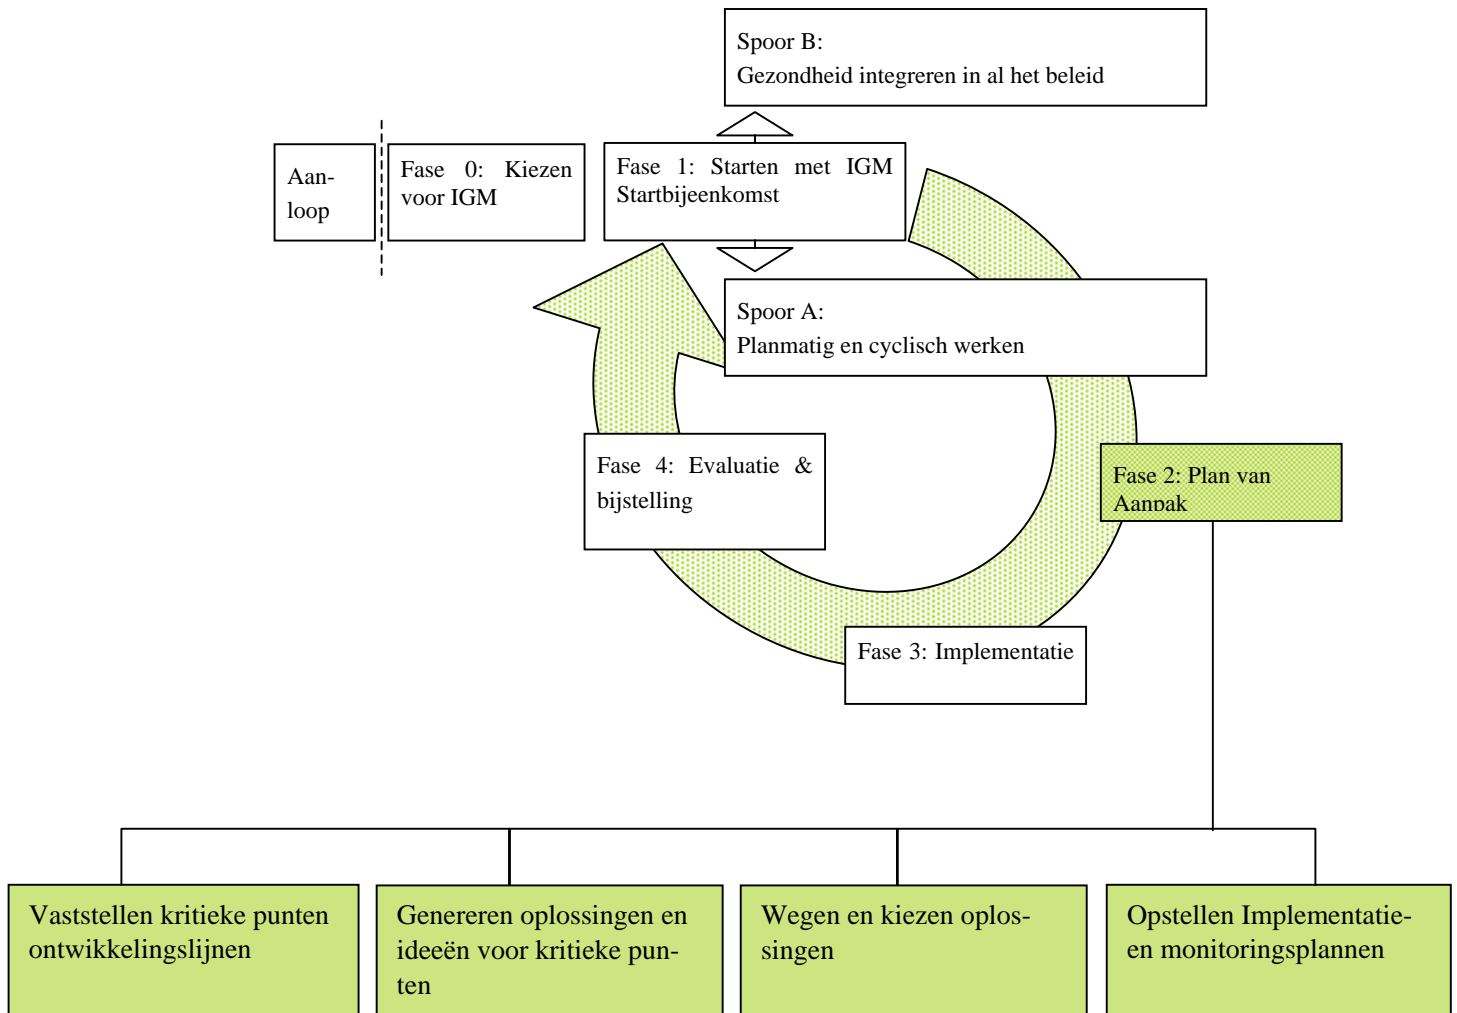 Spoor B:
Gezondheid integreren in al het beleid
Aan-
loop
Fase 0: Kiezen
voor IGM
Fase 1: Starten met IGM
Startbijeenkomst
Spoor A:
Planmatig en cyclisch werken
Fase 4: Evaluatie &
bijstelling
Fase 2: Plan van
Aanpak
Fase 3: Implementatie
Vaststellen kritieke punten
ontwikkelingslijnen
Genereren oplossingen en
ideeën voor kritieke pun-
ten
Wegen en kiezen oplos-
singen
Opstellen Implementatie-
en monitoringsplannen